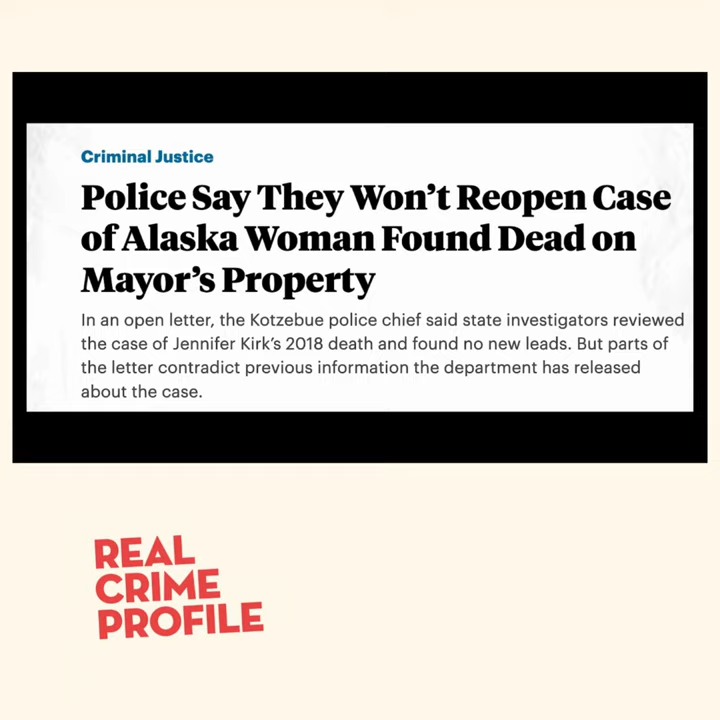 Criminal Justice
Police Say They Won’t Reopen Case
of Alaska Woman Found Dead on
Mayor’s Property
In an open letter, the Kotzebue police chief said state investigators reviewed
the case of Jennifer Kirk’s 2018 death and found no new leads. But parts of
the letter contradict previous information the department has released
about the case.
REAL
CRIME
PROFILE